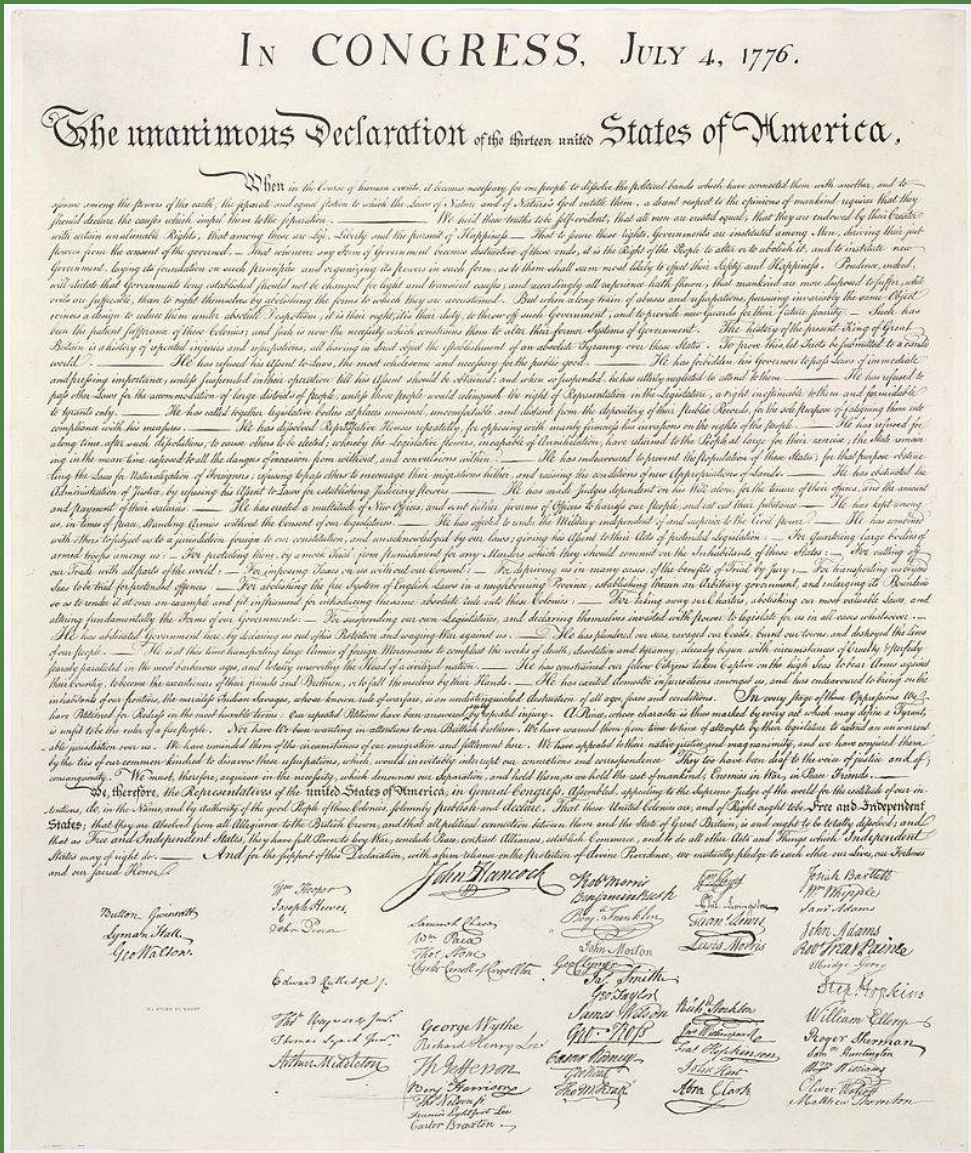 IN CONGRESS, JULY 4, 1776.
The unanimous Declaration of the thirteen united States of America,
When in the Course of human events, it becomes necessary for one people to dissolve the political bands which have connected them with another, and to
assume among the powers of the earth, the separate and equal station to which the Laws of Nature and of Nature's God entitle them, a decent respect to the opinions of mankind requires that they
should declare the causes which impel them to the separation. — We hold these truths to be self-evident, that all men are created equal, that they are endowed by their Creator
with certain unalienable Rights, that among these are Life, Liberty and the pursuit of Happiness — That to secure these rights, Governments are instituted among Men, deriving their just
powers from the consent of the governed, — That whenever any Form of Government becomes destructive of these ends, it is the Right of the People to alter or to abolish it, and to institute new
Government, laying its foundation on such principles and organizing its powers in such form, as to them shall seem most likely to effect their Safety and Happiness. Prudence, indeed,
will dictate that Governments long established should not be changed for light and transient causes; and accordingly all experience hath shewn, that mankind are more disposed to suffer, while
evils are sufferable, than to right themselves by abolishing the forms to which they are accustomed. But when a long train of abuses and usurpations, pursuing invariably the same Object
evinces a design to reduce them under absolute Despotism, it is their right, it is their duty, to throw off such Government, and to provide new Guards for their future security. — Such has
been the patient sufferance of these Colonies; and such is now the necessity which constrains them to alter their former Systems of Government. The history of the present King of Great
Britain is a history of repeated injuries and usurpations, all having in direct object the establishment of an absolute Tyranny over these States. To prove this, let Facts be submitted to a candid
world. — He has refused his Assent to Laws, the most wholesome and necessary for the public good. — He has forbidden his Governors to pass Laws of immediate
and pressing importance, unless suspended in their operation till his Assent should be obtained; and when so suspended, he has utterly neglected to attend to them. — He has refused to
pass other Laws for the accommodation of large districts of people, unless those people would relinquish the right of Representation in the Legislature, a right inestimable to them and formidable
to tyrants only. — He has called together legislative bodies at places unusual, uncomfortable, and distant from the depository of their Public Records, for the sole purpose of fatiguing them into
compliance with his measures. — He has dissolved Representative Houses repeatedly, for opposing with manly firmness his invasions on the rights of the people. — He has refused for
a long time, after such dissolutions, to cause others to be elected; whereby the Legislative powers, incapable of Annihilation, have returned to the People at large for their exercise; the State remain
ing in the mean time exposed to all the dangers of invasion from without, and convulsions within. — He has endeavoured to prevent the population of these States; for that purpose obstruc
ting the Laws for Naturalization of Foreigners; refusing to pass others to encourage their migrations hither, and raising the conditions of new Appropriations of Lands. — He has obstructed the
Administration of Justice, by refusing his Assent to Laws for establishing Judiciary powers. — He has made Judges dependent on his Will alone, for the tenure of their offices, and the amount
and payment of their salaries. — He has erected a multitude of New Offices, and sent hither swarms of Officers to harrass our people, and eat out their substance. — He has kept among
us, in times of peace, Standing Armies without the Consent of our legislatures. — He has affected to render the Military independent of and superior to the Civil power. — He has combined
with others to subject us to a jurisdiction foreign to our constitution, and unacknowledged by our laws; giving his Assent to their Acts of pretended Legislation: — For Quartering large bodies of
armed troops among us: — For protecting them, by a mock Trial, from punishment for any Murders which they should commit on the Inhabitants of these States: — For cutting off
our Trade with all parts of the world: — For imposing Taxes on us without our Consent: — For depriving us in many cases, of the benefits of Trial by Jury: — For transporting us beyond
Seas to be tried for pretended offences — For abolishing the free System of English Laws in a neighbouring Province, establishing therein an Arbitrary government, and enlarging its Boundaries
so as to render it at once an example and fit instrument for introducing the same absolute rule into these Colonies: — For taking away our Charters, abolishing our most valuable Laws, and
altering fundamentally the Forms of our Governments: — For suspending our own Legislatures, and declaring themselves invested with power to legislate for us in all cases whatsoever. —
He has abdicated Government here, by declaring us out of his Protection and waging War against us. — He has plundered our seas, ravaged our Coasts, burnt our towns, and destroyed the lives
of our people. — He is at this time transporting large Armies of foreign Mercenaries to compleat the works of death, desolation and tyranny, already begun with circumstances of Cruelty & perfidy
scarcely paralleled in the most barbarous ages, and totally unworthy the Head of a civilized nation. — He has constrained our fellow Citizens taken Captive on the high Seas to bear Arms against
their Country, to become the executioners of their friends and Brethren, or to fall themselves by their Hands. — He has excited domestic insurrections amongst us, and has endeavoured to bring on the
inhabitants of our frontiers, the merciless Indian Savages, whose known rule of warfare, is an undistinguished destruction of all ages, sexes and conditions. In every stage of these Oppressions We
have Petitioned for Redress in the most humble terms: Our repeated Petitions have been answered only by repeated injury. A Prince, whose character is thus marked by every act which may define a Tyrant,
is unfit to be the ruler of a free people. Nor have We been wanting in attentions to our Brittish brethren. We have warned them from time to time of attempts by their legislature to extend an unwarrant
able jurisdiction over us. We have reminded them of the circumstances of our emigration and settlement here. We have appealed to their native justice and magnanimity, and we have conjured them
by the ties of our common kindred to disavow these usurpations, which, would inevitably interrupt our connections and correspondence They too have been deaf to the voice of justice and of
consanguinity. We must, therefore, acquiesce in the necessity, which denounces our Separation, and hold them, as we hold the rest of mankind, Enemies in War, in Peace Friends. —
We, therefore, the Representatives of the united States of America, in General Congress, Assembled, appealing to the Supreme Judge of the world for the rectitude of our in-
tentions, do, in the Name, and by Authority of the good People of these Colonies, solemnly publish and declare, That these United Colonies are, and of Right ought to be Free and Independent
States; that they are Absolved from all Allegiance to the British Crown, and that all political connection between them and the State of Great Britain, is and ought to be totally dissolved; and
that as Free and Independent States, they have full Power to levy War, conclude Peace, contract Alliances, establish Commerce, and to do all other Acts and Things which Independent
States may of right do. — And for the support of this Declaration, with a firm reliance on the Protection of divine Providence, we mutually pledge to each other our Lives, our Fortunes
and our sacred Honor.
Button Gwinnett
Lyman Hall
Geo Walton.
Wm Hooper
Joseph Hewes,
John Penn
Edward Rutledge
Thos Heyward Junr.
Thomas Lynch Junr.
Arthur Middleton
John Hancock
Samuel Chase
Wm Paca
Thos Stone
Charles Carroll of Carrollton
George Wythe
Richard Henry Lee
Th Jefferson
Benj Harrison
Thos Nelson jr
Francis Lightfoot Lee
Carter Braxton
Robt Morris
Benjamin Rush
Benj. Franklin
John Morton
Geo Clymer
Jas. Smith
Geo. Taylor
James Wilson
Geo. Ross
Caesar Rodney
Geo Read
Tho M:Kean
Wm Floyd
Phil. Livingston
Frans. Lewis
Lewis Morris
Richd. Stockton
Jno Witherspoon
Fras. Hopkinson
John Hart
Abra Clark
Josiah Bartlett
Wm Whipple
Saml Adams
John Adams
Robt Treat Paine
Elbridge Gerry
Step. Hopkins
William Ellery
Roger Sherman
Saml Huntington
Wm Williams
Oliver Wolcott
Matthew Thornton